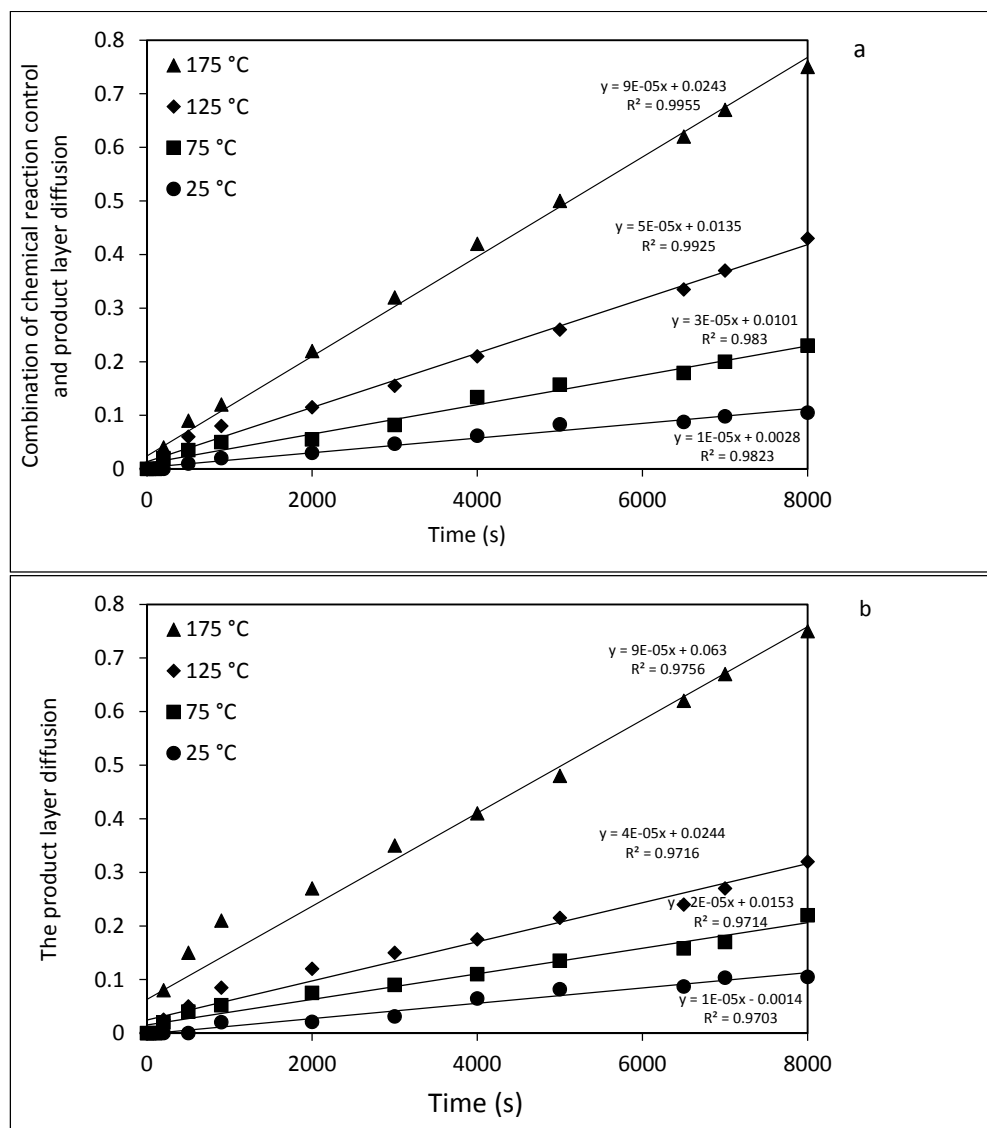 a
0.8
0.7
0.6
0.5
0.4
0.3
0.2
0.1
0
Combination of chemical reaction control
and product layer diffusion
175 °C
125 °C
75 °C
25 °C
y = 9E-05x + 0.0243
R² = 0.9955
y = 5E-05x + 0.0135
R² = 0.9925
y = 3E-05x + 0.0101
R² = 0.983
y = 1E-05x + 0.0028
R² = 0.9823
0 2000 4000 6000 8000
Time (s)
b
0.8
0.7
0.6
0.5
0.4
0.3
0.2
0.1
0
The product layer diffusion
175 °C
125 °C
75 °C
25 °C
y = 9E-05x + 0.063
R² = 0.9756
y = 4E-05x + 0.0244
R² = 0.9716
y = 2E-05x + 0.0153
R² = 0.9714
y = 1E-05x - 0.0014
R² = 0.9703
0 2000 4000 6000 8000
Time (s)